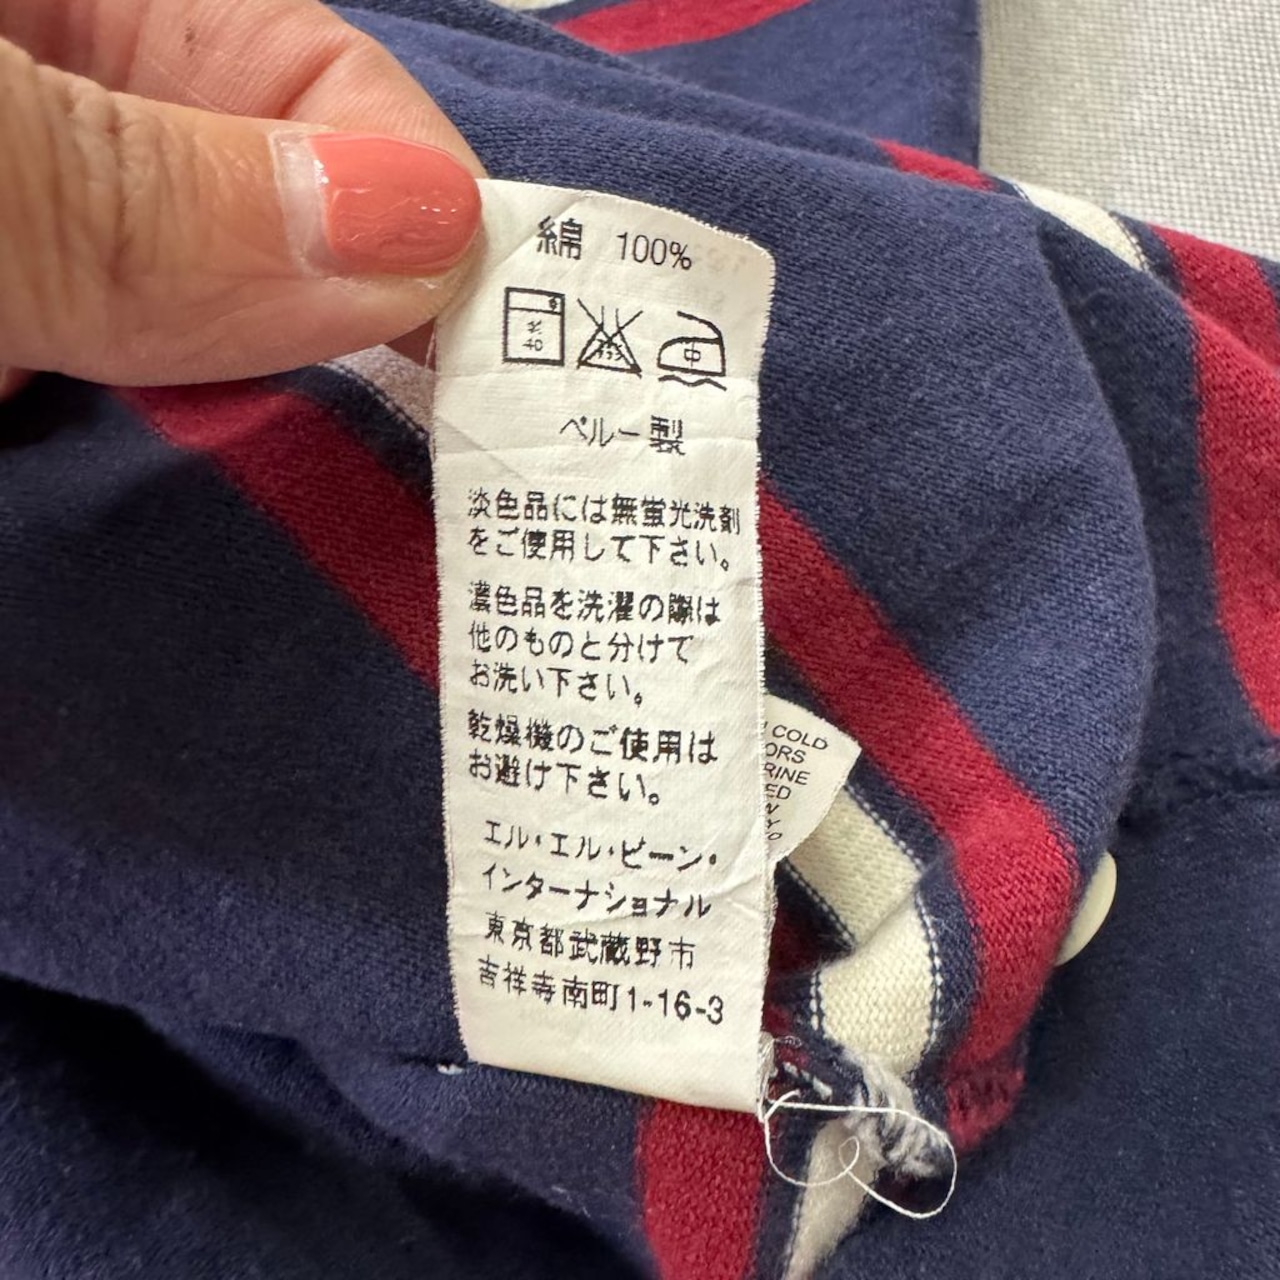 綿 100%
水
40
中
ペルー製
淡色品には無蛍光洗剤
をご使用して下さい。
濃色品を洗濯の際は
他のものと分けて
お洗い下さい。
乾燥機のご使用は
お避け下さい。
エル・エル・ビーン・
インターナショナル
東京都武蔵野市
吉祥寺南町1-16-3
COLD
ORS
RINE
ED